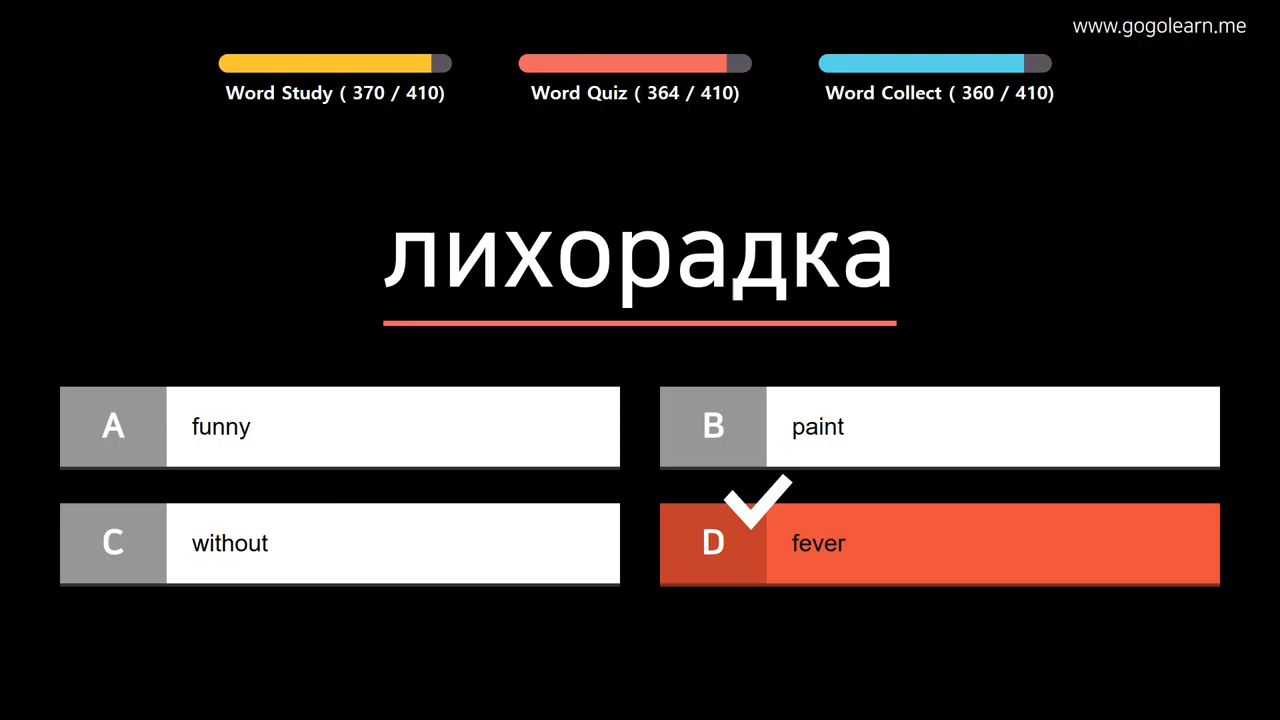 www.gogolearn.me
Word Study ( 370 / 410)
Word Quiz ( 364 / 410)
Word Collect ( 360 / 410)
лихорадка
A funny
B paint
C without
D fever